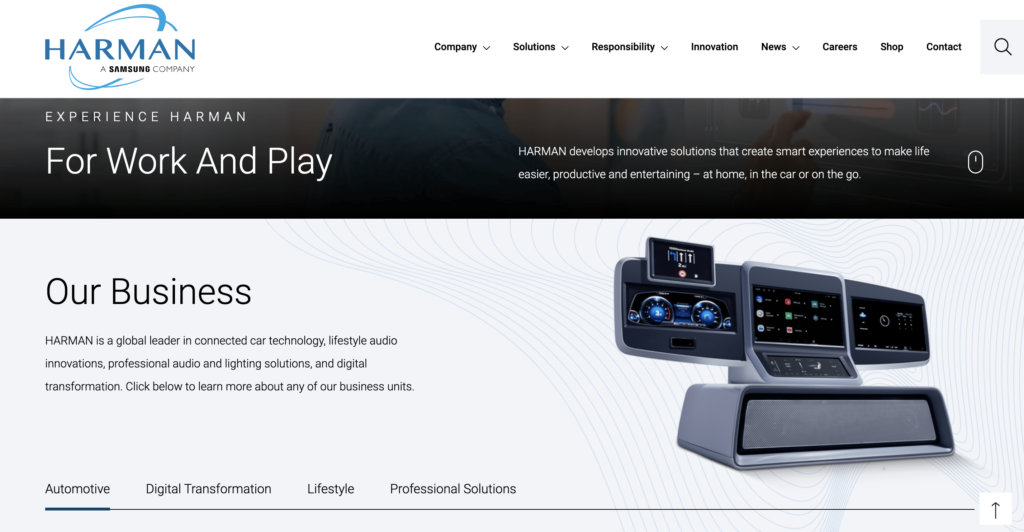 HARMAN
A SAMSUNG COMPANY
Company
Solutions
Responsibility
Innovation
News
Careers
Shop
Contact
EXPERIENCE HARMAN
For Work And Play
HARMAN develops innovative solutions that create smart experiences to make life
easier, productive and entertaining – at home, in the car or on the go.
Our Business
HARMAN is a global leader in connected car technology, lifestyle audio
innovations, professional audio and lighting solutions, and digital
transformation. Click below to learn more about any of our business units.
Automotive
Digital Transformation
Lifestyle
Professional Solutions